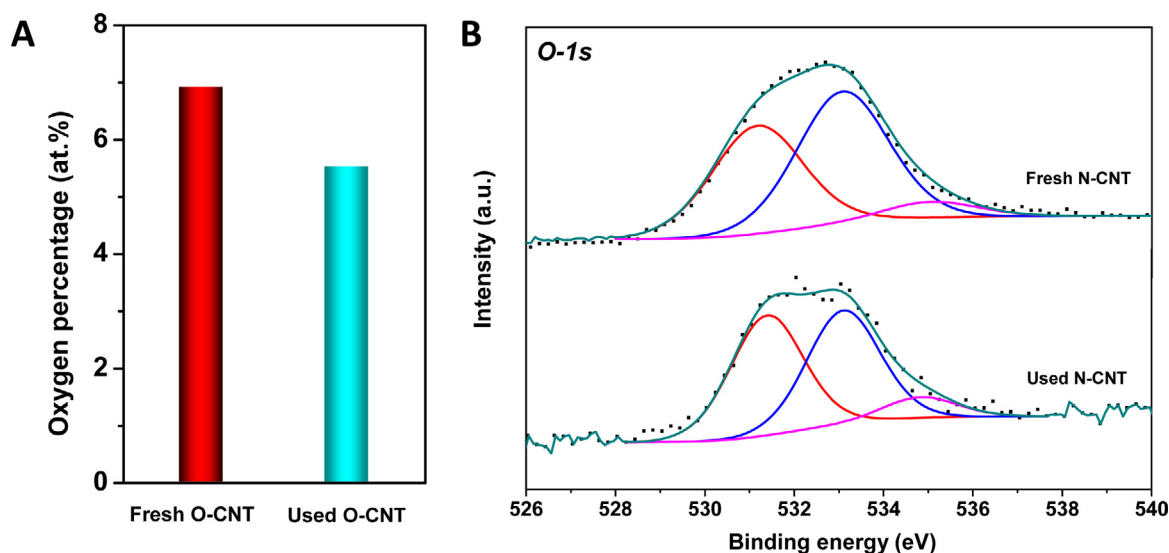 A
Oxygen percentage (at.%)
8
6
4
2
0
Fresh O-CNT
Used O-CNT
B
O-1s
Intensity (a.u.)
Fresh N-CNT
Used N-CNT
526
528
530
532
534
536
538
540
Binding energy (eV)